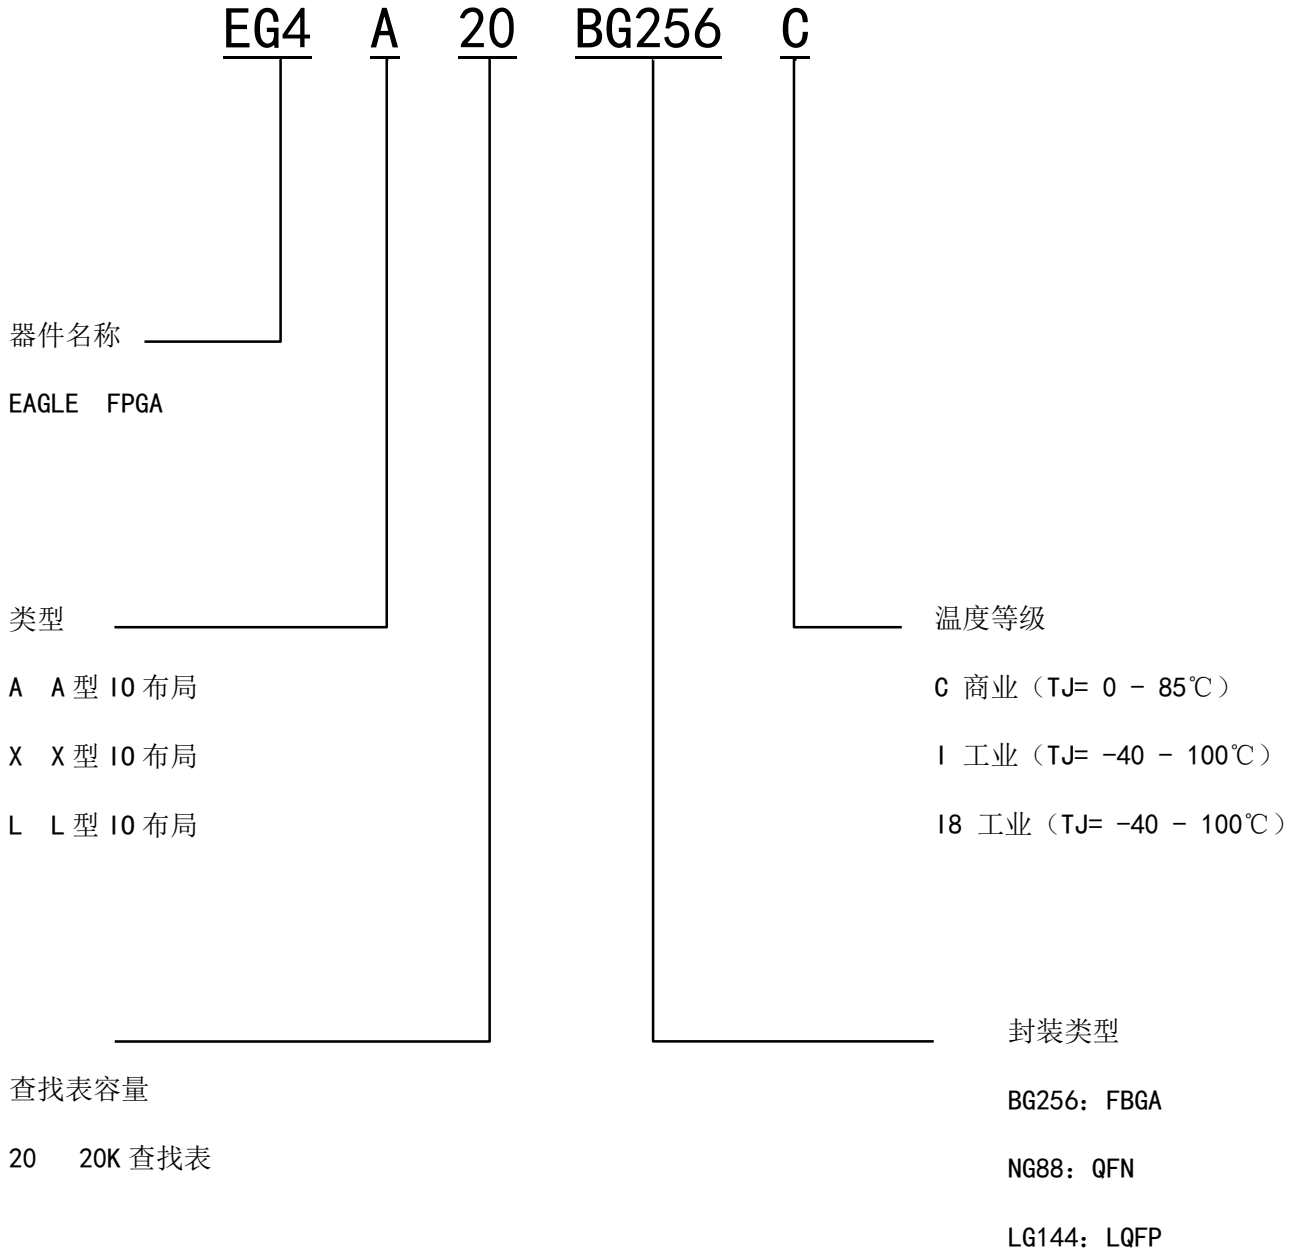 EG4 A 20 BG256 C
器件名称
EAGLE FPGA
类型
A A型IO布局
X X型IO布局
L L型IO布局
温度等级
C 商业（TJ= 0 - 85℃）
I 工业（TJ= -40 - 100℃）
I8 工业（TJ= -40 - 100℃）
查找表容量
20 20K查找表
封装类型
BG256：FBGA
NG88：QFN
LG144：LQFP